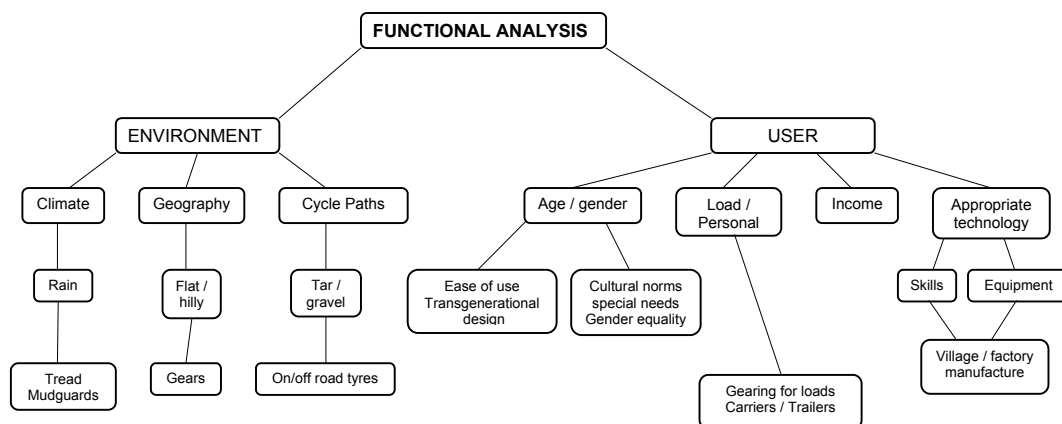 FUNCTIONAL ANALYSIS
ENVIRONMENT
USER
Climate
Geography
Cycle Paths
Age / gender
Load /
Personal
Income
Appropriate
technology
Rain
Flat /
hilly
Tar /
gravel
Ease of use
Transgenerational
design
Cultural norms
special needs
Gender equality
Skills
Equipment
Tread
Mudguards
Gears
On/off road tyres
Gearing for loads
Carriers / Trailers
Village / factory
manufacture